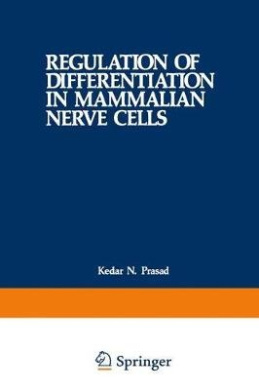 REGULATION OF
DIFFERENTIATION
IN MAMMALIAN
NERVE CELLS
Kedar N. Prasad
Springer